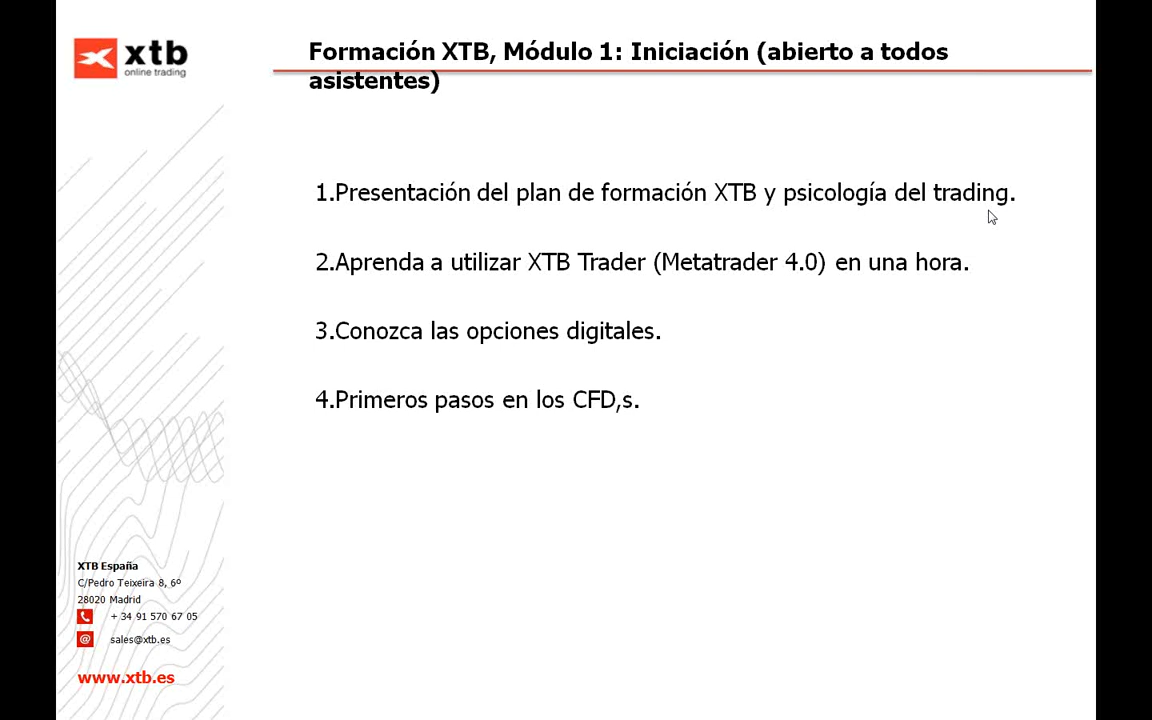 xtb
online trading
Formación XTB, Módulo 1: Iniciación (abierto a todos
asistentes)
1.Presentación del plan de formación XTB y psicología del trading.
2.Aprenda a utilizar XTB Trader (Metatrader 4.0) en una hora.
3.Conozca las opciones digitales.
4.Primeros pasos en los CFD,s.
XTB España
C/Pedro Teixeira 8, 6º
28020 Madrid
+ 34 91 570 67 05
@ sales@xtb.es
www.xtb.es